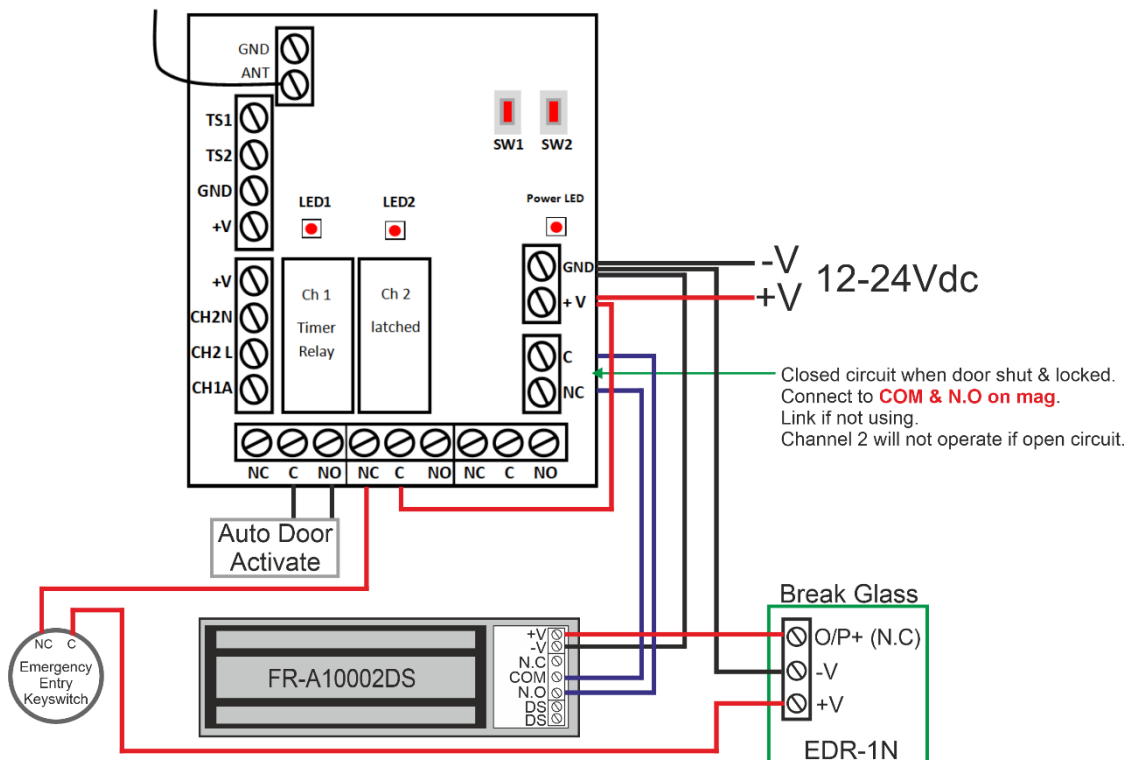 GND
ANT
TS1
TS2
GND
+V
SW1 SW2
LED1 LED2 Power LED
+V
CH2N
CH2 L
CH1A
Ch 1
Timer
Relay
Ch 2
latched
GND
+ V
C
NC
-V
+V
12-24Vdc
Closed circuit when door shut & locked.
Connect to COM & N.O on mag.
Link if not using.
Channel 2 will not operate if open circuit.
NC C NO NC C NO NC C NO
Auto Door
Activate
NC C
Emergency
Entry
Keyswitch
FR-A10002DS
+V
-V
N.C
COM
N.O
DS
DS
Break Glass
O/P+ (N.C)
-V
+V
EDR-1N